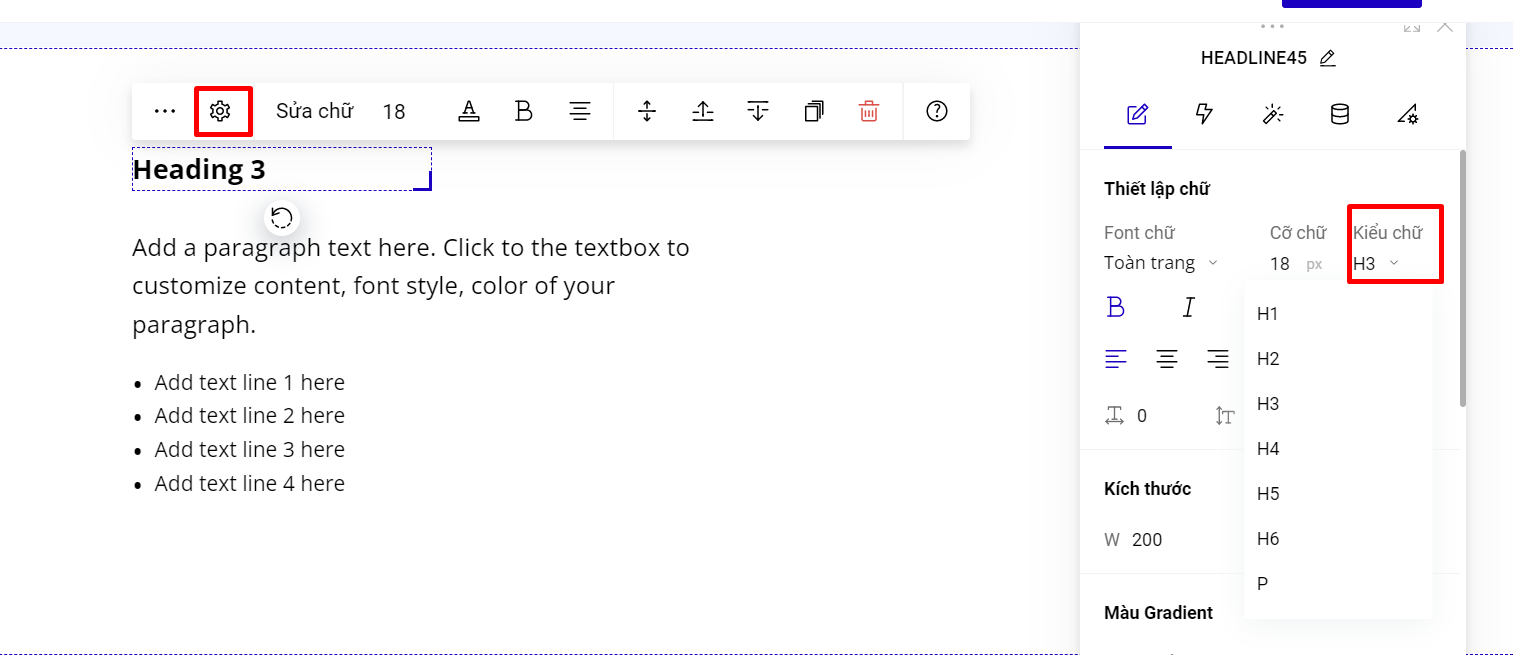 HEADLINE45
Sửa chữ 18
Heading 3
Add a paragraph text here. Click to the textbox to
customize content, font style, color of your
paragraph.
• Add text line 1 here
• Add text line 2 here
• Add text line 3 here
• Add text line 4 here
Thiết lập chữ
Font chữ Cỡ chữ Kiểu chữ
Toàn trang 18 px H3
B I
0
H1
H2
H3
H4
H5
H6
P
Kích thước
W 200
Màu Gradient